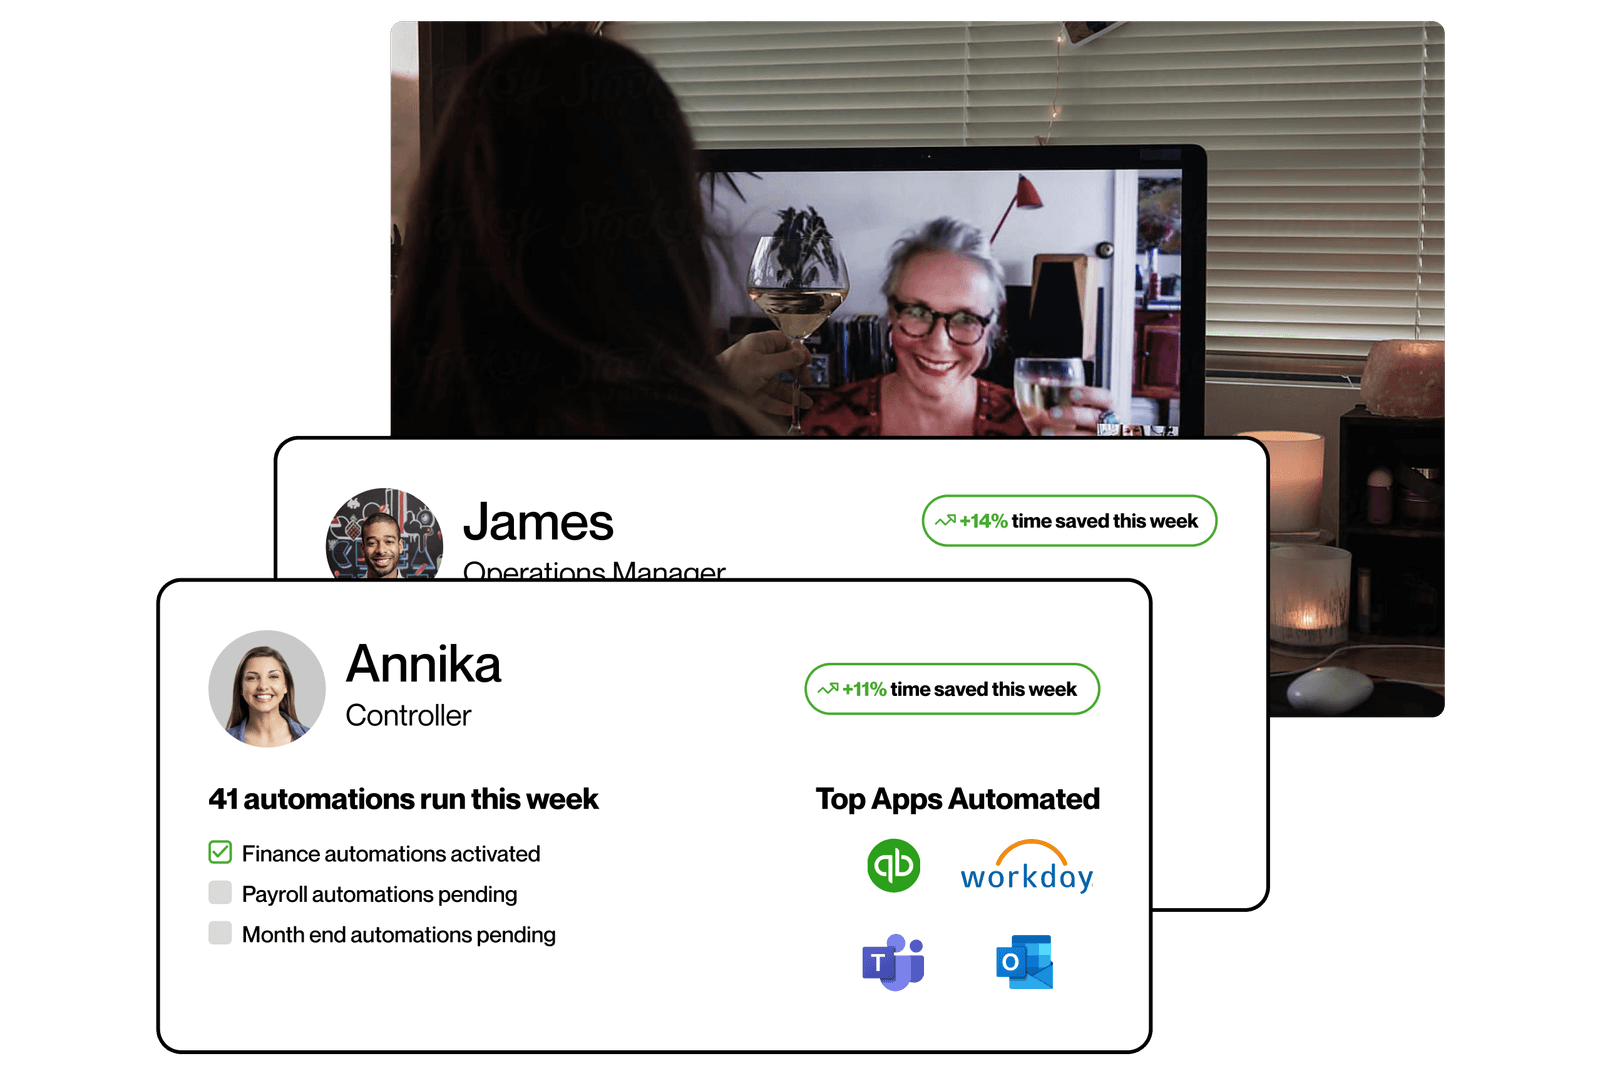 James
Operations Manager
+14% time saved this week
Annika
Controller
+11% time saved this week
41 automations run this week
Finance automations activated
Payroll automations pending
Month end automations pending
Top Apps Automated
qb
workday
T
O